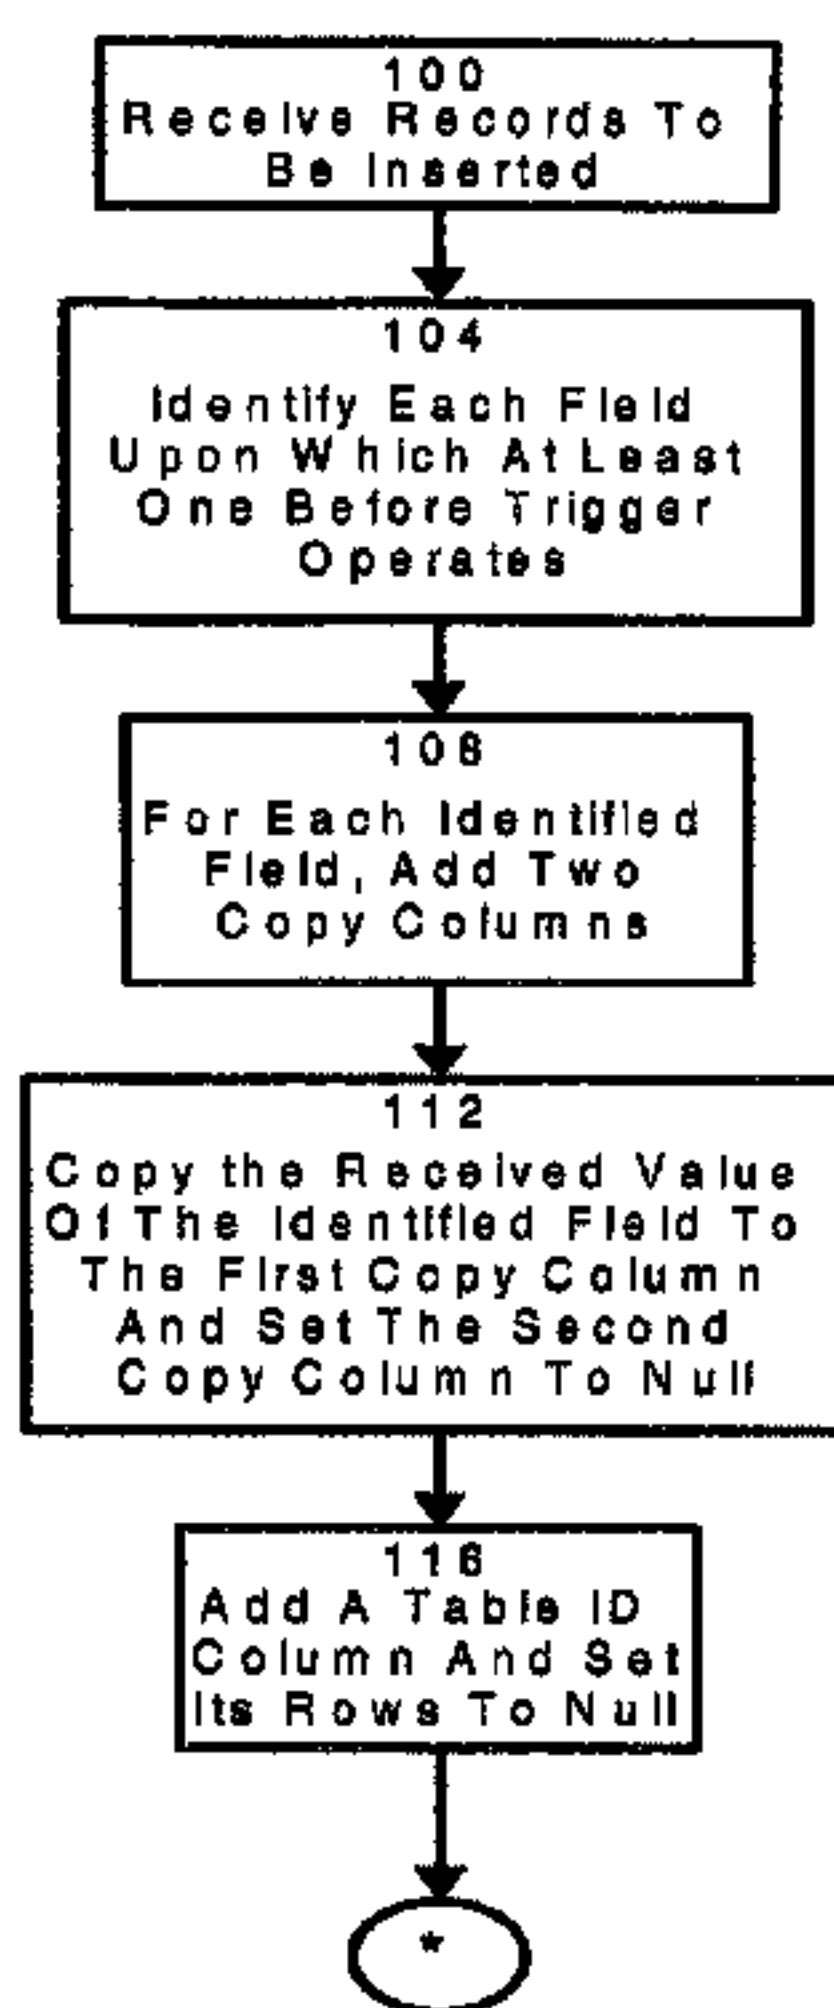 100
Receive Records To
Be Inserted
104
Identify Each Field
Upon Which At Least
One Before Trigger
Operates
108
For Each Identified
Field, Add Two
Copy Columns
112
Copy the Received Value
Of The Identified Field To
The First Copy Column
And Set The Second
Copy Column To Null
116
Add A Table ID
Column And Set
Its Rows To Null
*